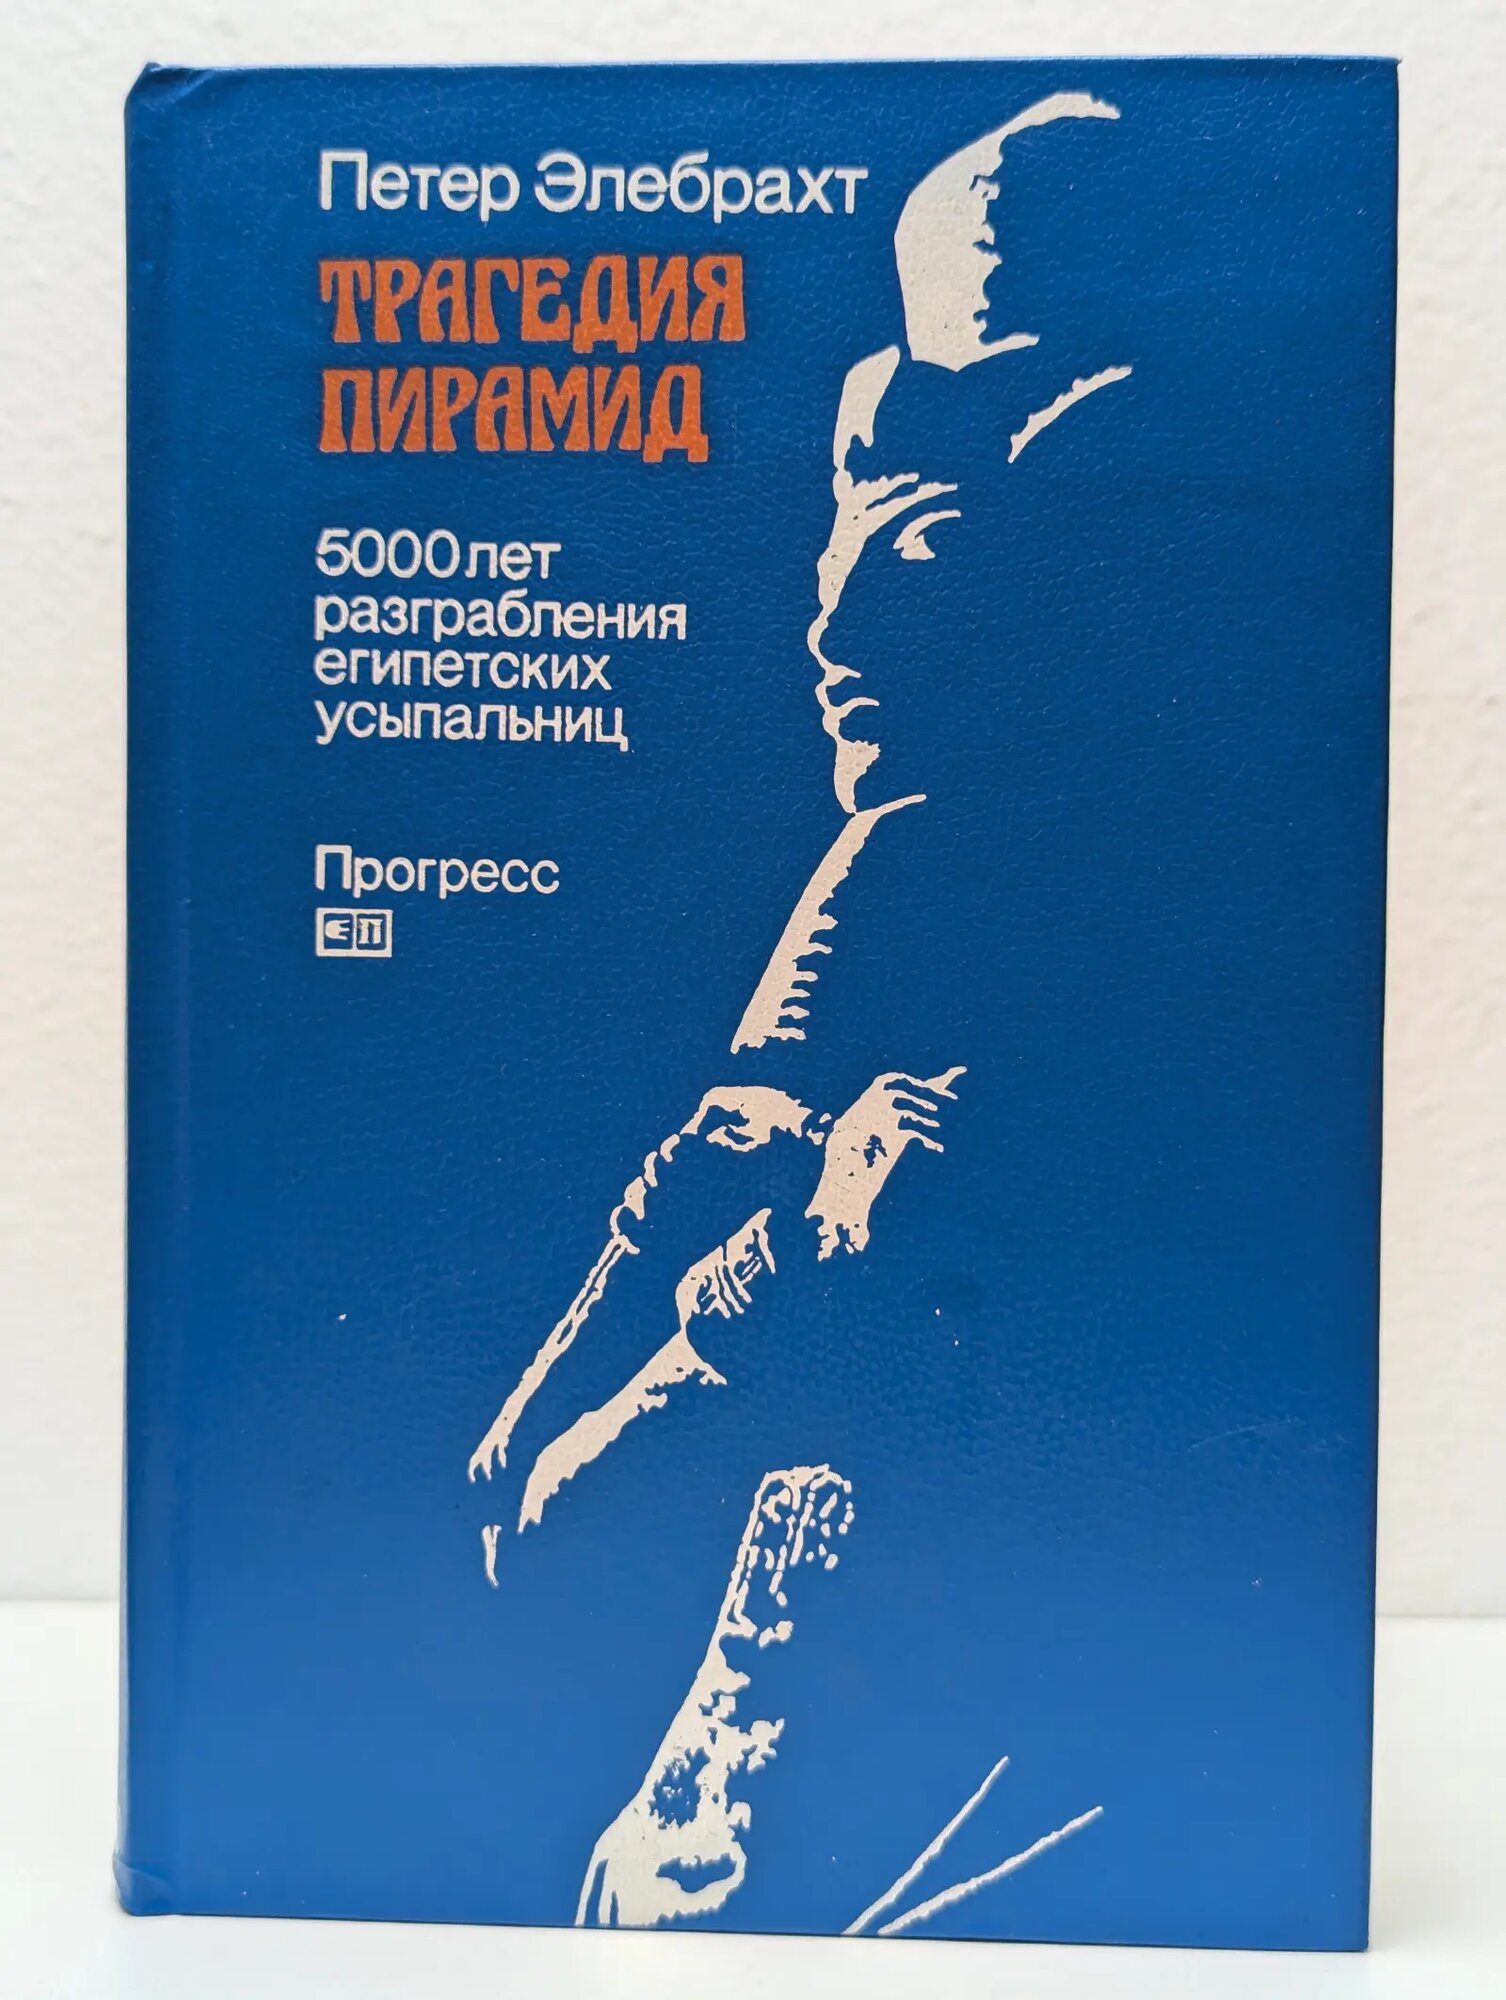 Петер Элебрахт
ТРАГЕДИЯ
ПИРАМИД
5000 лет
разграбления
египетских
усыпальниц
Прогресс